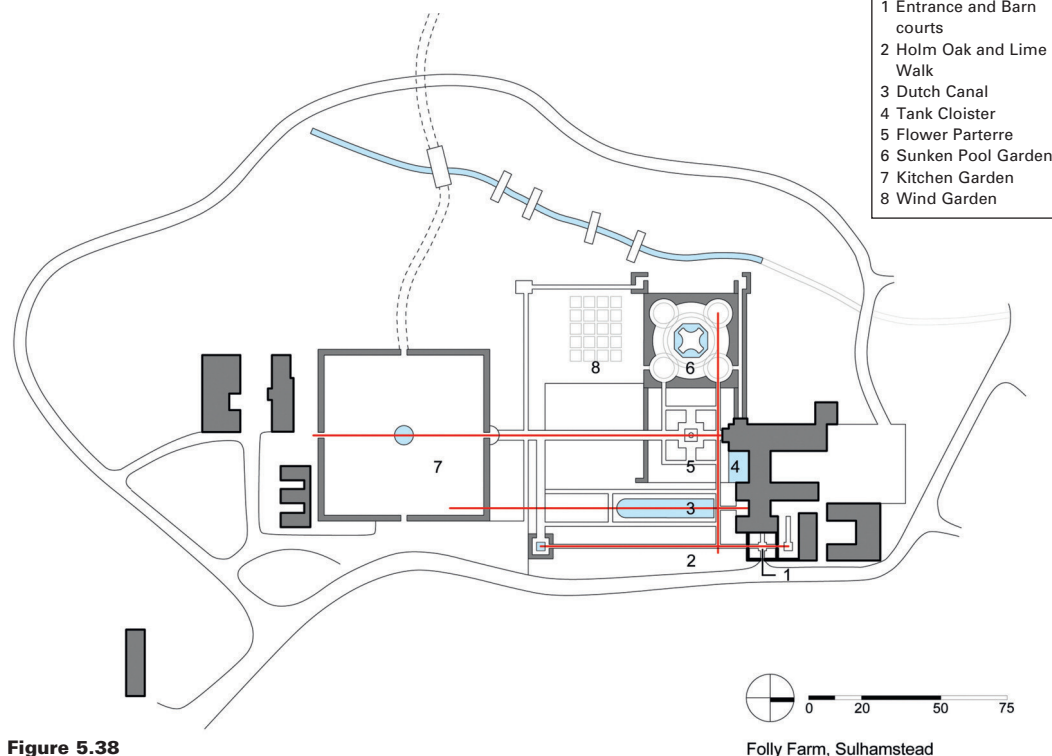 1 Entrance and Barn
courts
2 Holm Oak and Lime
Walk
3 Dutch Canal
4 Tank Cloister
5 Flower Parterre
6 Sunken Pool Garden
7 Kitchen Garden
8 Wind Garden
8
6
7
5
4
3
2
1
0 20 50 75
Figure 5.38
Folly Farm, Sulhamstead